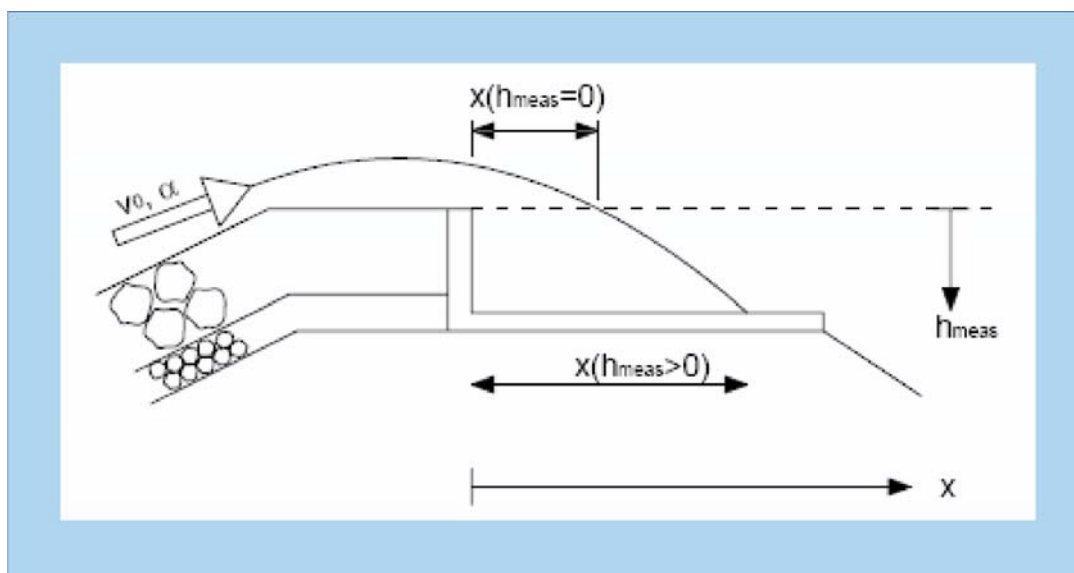 x(hmeas=0)
v0, α
hmeas
x(hmeas>0)
x